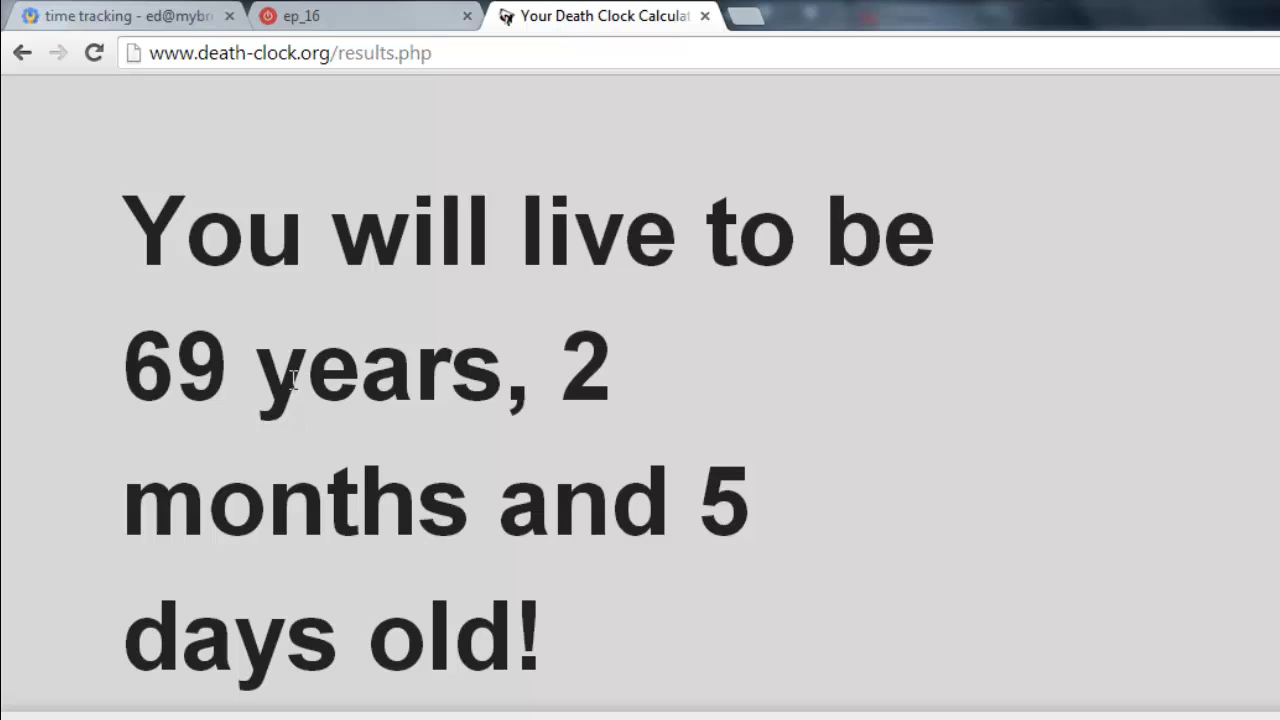 time tracking - ed@mybr
ep_16
Your Death Clock Calculat
www.death-clock.org/results.php
You will live to be
69 years, 2
months and 5
days old!